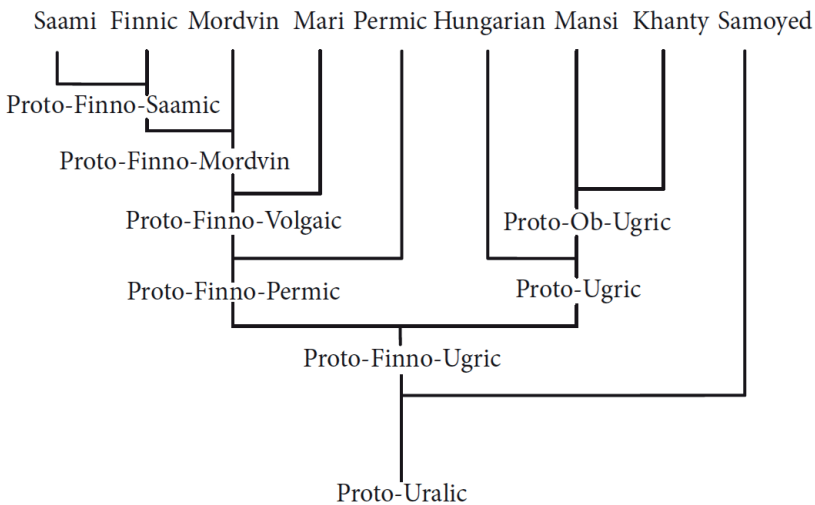 Saami Finnic Mordvin Mari Permic Hungarian Mansi Khanty Samoyed
Proto-Finno-Saamic
Proto-Finno-Mordvin
Proto-Finno-Volgaic Proto-Ob-Ugric
Proto-Finno-Permic Proto-Ugric
Proto-Finno-Ugric
Proto-Uralic